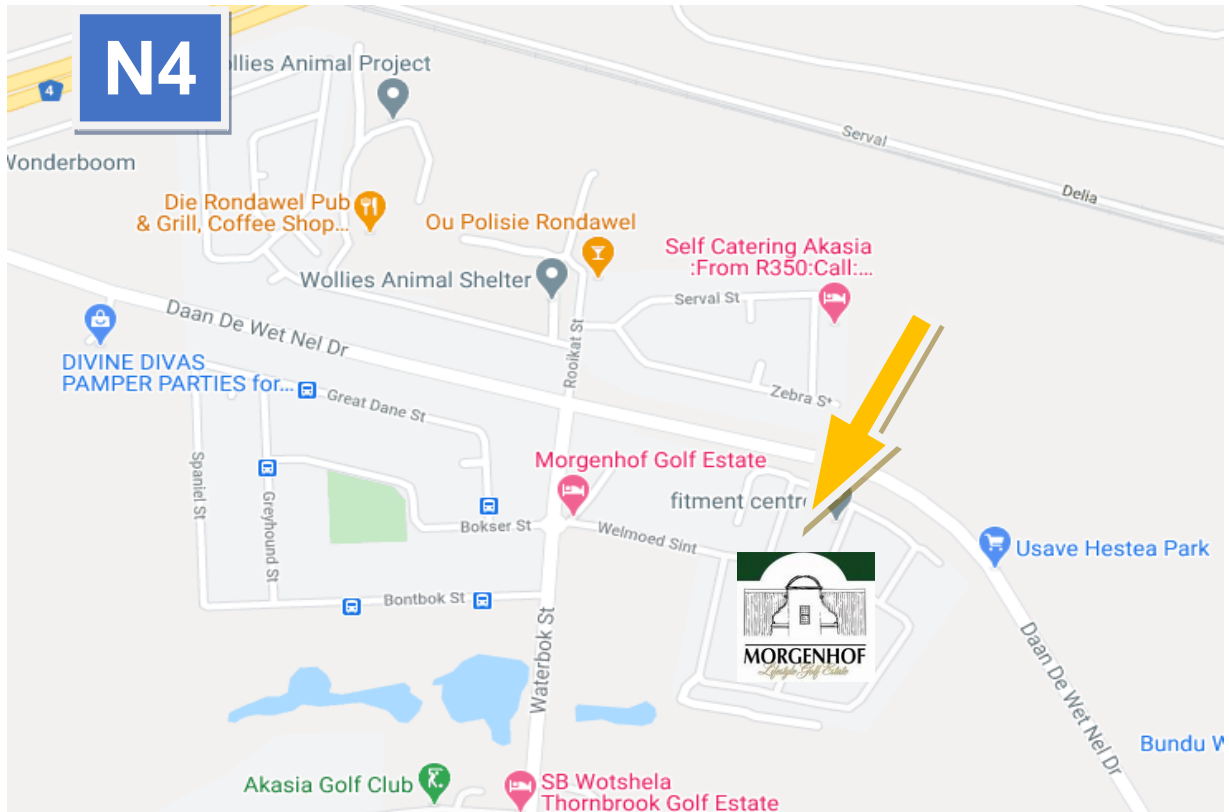 N4
4
ollies Animal Project
Wonderboom
Serval
Delia
Die Rondawel Pub
& Grill, Coffee Shop...
Ou Polisie Rondawel
Self Catering Akasia
:From R350:Call:...
Wollies Animal Shelter
Serval St
Daan De Wet Nel Dr
Rooikat St
DIVINE DIVAS
PAMPER PARTIES for...
Great Dane St
Zebra St
Morgenhof Golf Estate
Spaniel St
Greyhound St
fitment centr
Bokser St
Welmoed Sint
Usave Hestea Park
Bontbok St
Waterbok St
MORGENHOF
Lifestyle Golf Estate
Daan De Wet Nel Dr
Bundu W
Akasia Golf Club
SB Wotshela
Thornbrook Golf Estate